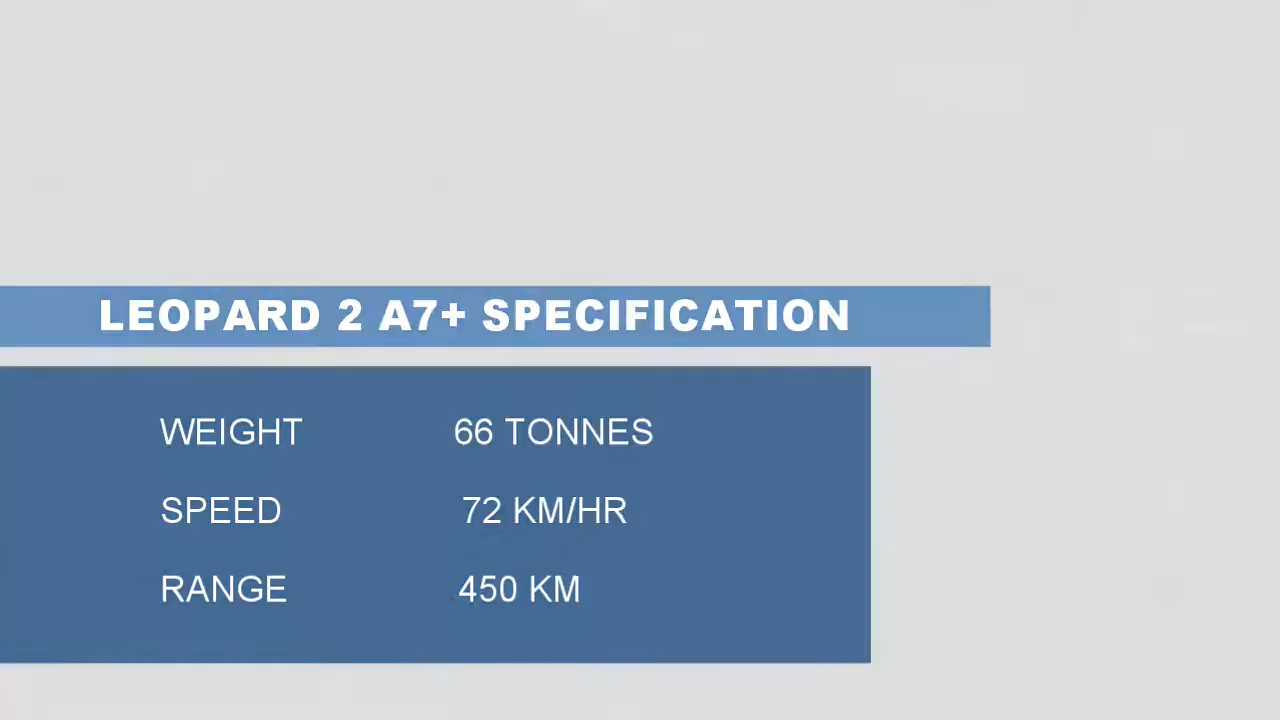 LEOPARD 2 A7+ SPECIFICATION
WEIGHT 66 TONNES
SPEED 72 KM/HR
RANGE 450 KM